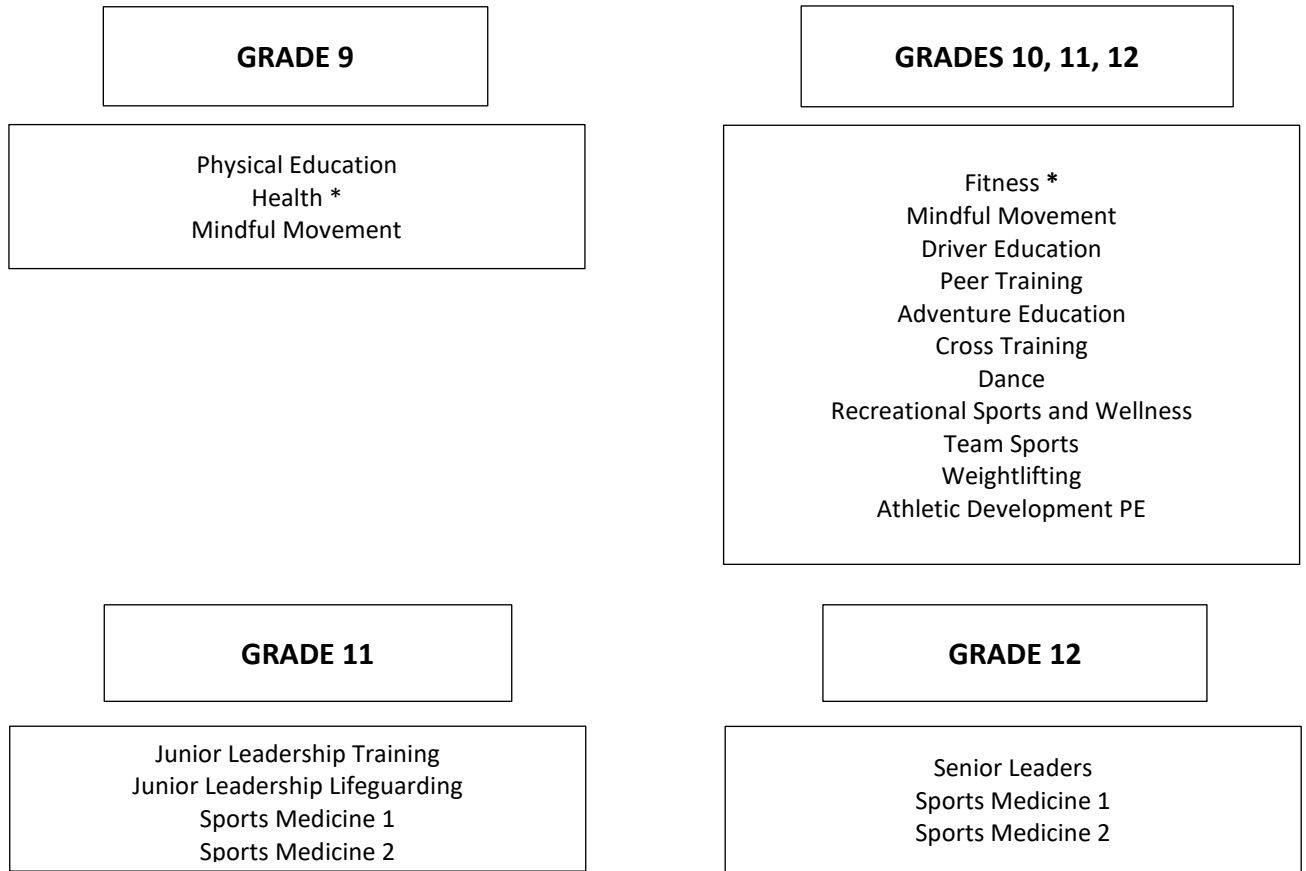 GRADE 9
Physical Education
Health *
Mindful Movement
GRADES 10, 11, 12
Fitness *
Mindful Movement
Driver Education
Peer Training
Adventure Education
Cross Training
Dance
Recreational Sports and Wellness
Team Sports
Weightlifting
Athletic Development PE
GRADE 11
Junior Leadership Training
Junior Leadership Lifeguarding
Sports Medicine 1
Sports Medicine 2
GRADE 12
Senior Leaders
Sports Medicine 1
Sports Medicine 2